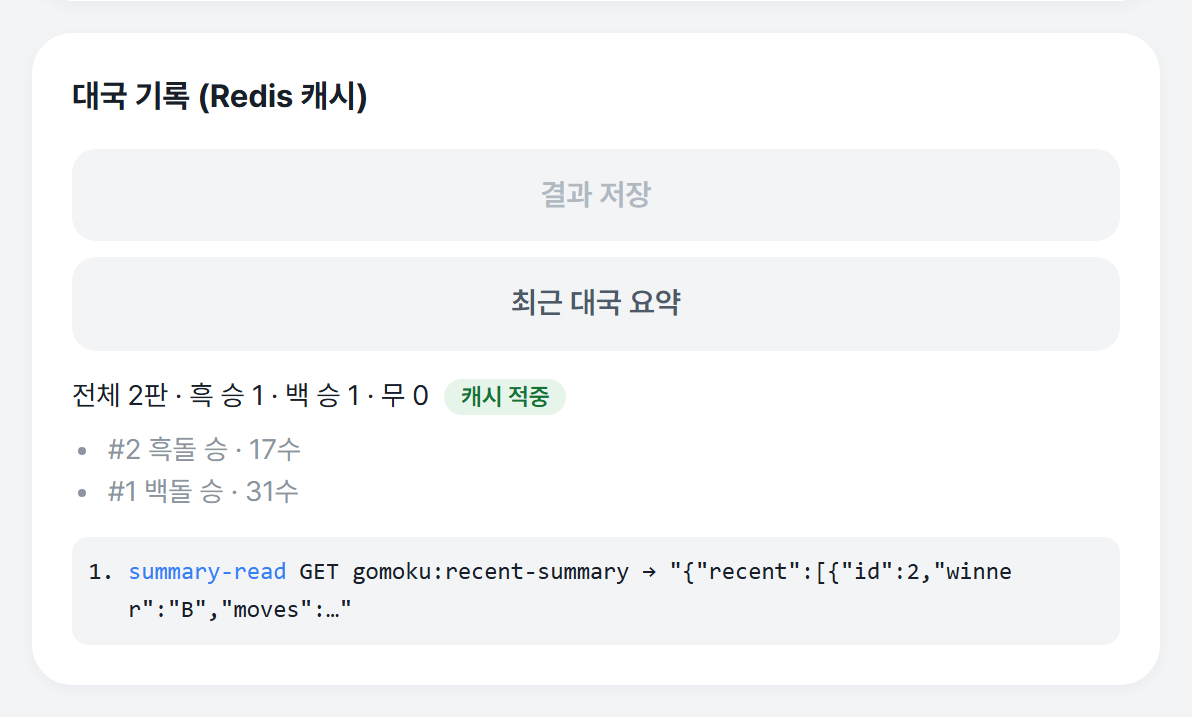 대국 기록 (Redis 캐시)
결과 저장
최근 대국 요약
전체 2판 · 흑 승 1 · 백 승 1 · 무 0 캐시 적중
• #2 흑돌 승 · 17수
• #1 백돌 승 · 31수
1. summary-read GET gomoku:recent-summary → "{"recent":[{"id":2,"winne
r":"B","moves":…"